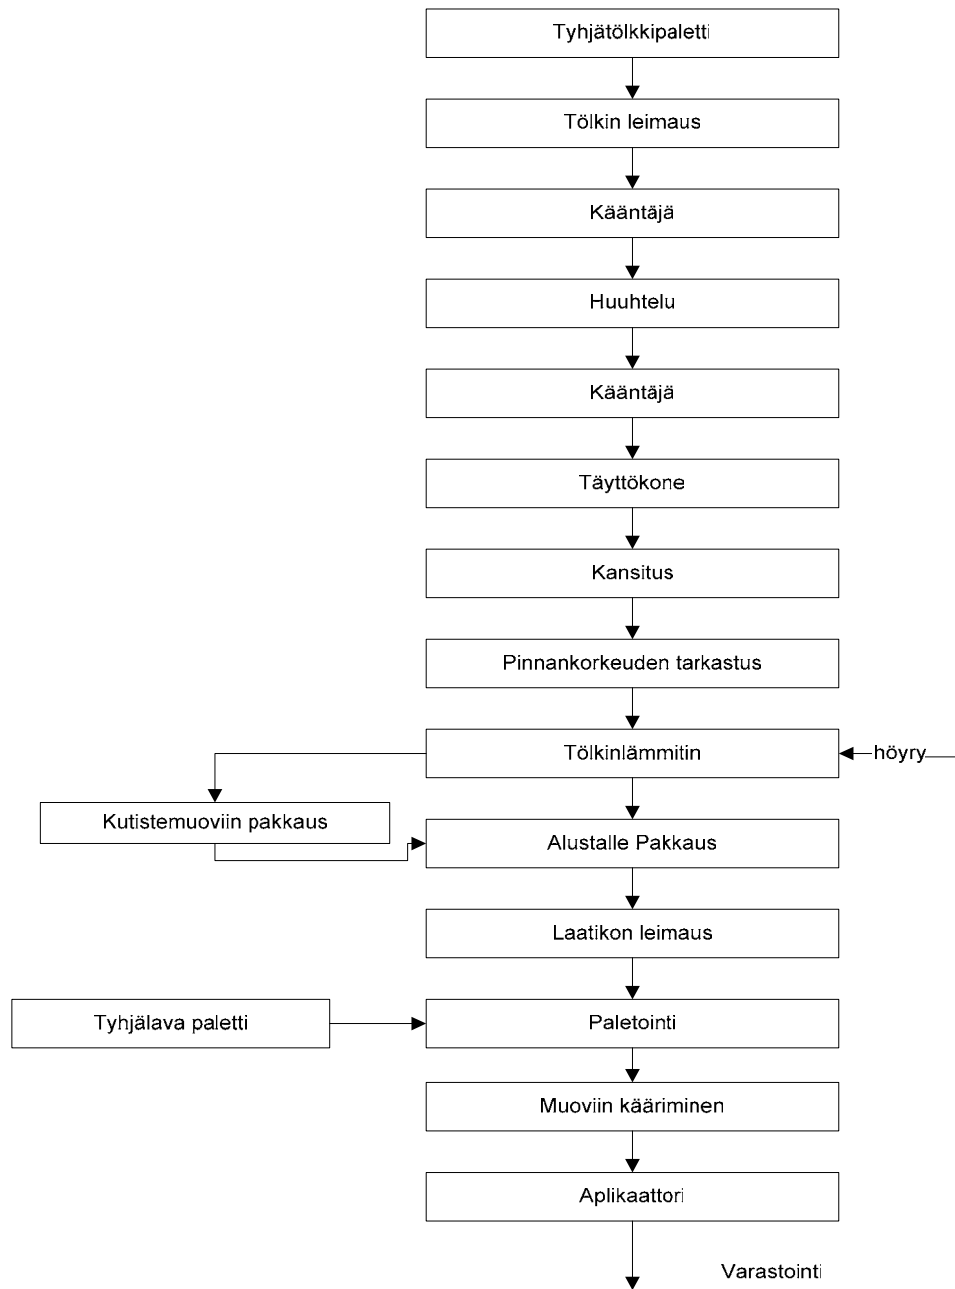 Tyhjätölkkipaletti
Tölkin leimaus
Kääntäjä
Huuhtelu
Kääntäjä
Täyttökone
Kansitus
Pinnankorkeuden tarkastus
Tölkinlämmitin
höyry
Kutistemuoviin pakkaus
Alustalle Pakkaus
Laatikon leimaus
Tyhjälava paletti
Paletointi
Muoviin kääriminen
Aplikaattori
Varastointi